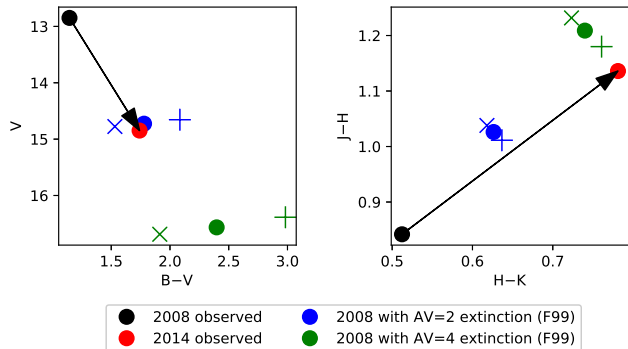 13
14
15
16
V
1.5
2.0
2.5
3.0
B−V
1.2
1.1
1.0
0.9
J−H
0.5
0.6
0.7
H−K
2008 observed
2014 observed
2008 with AV=2 extinction (F99)
2008 with AV=4 extinction (F99)